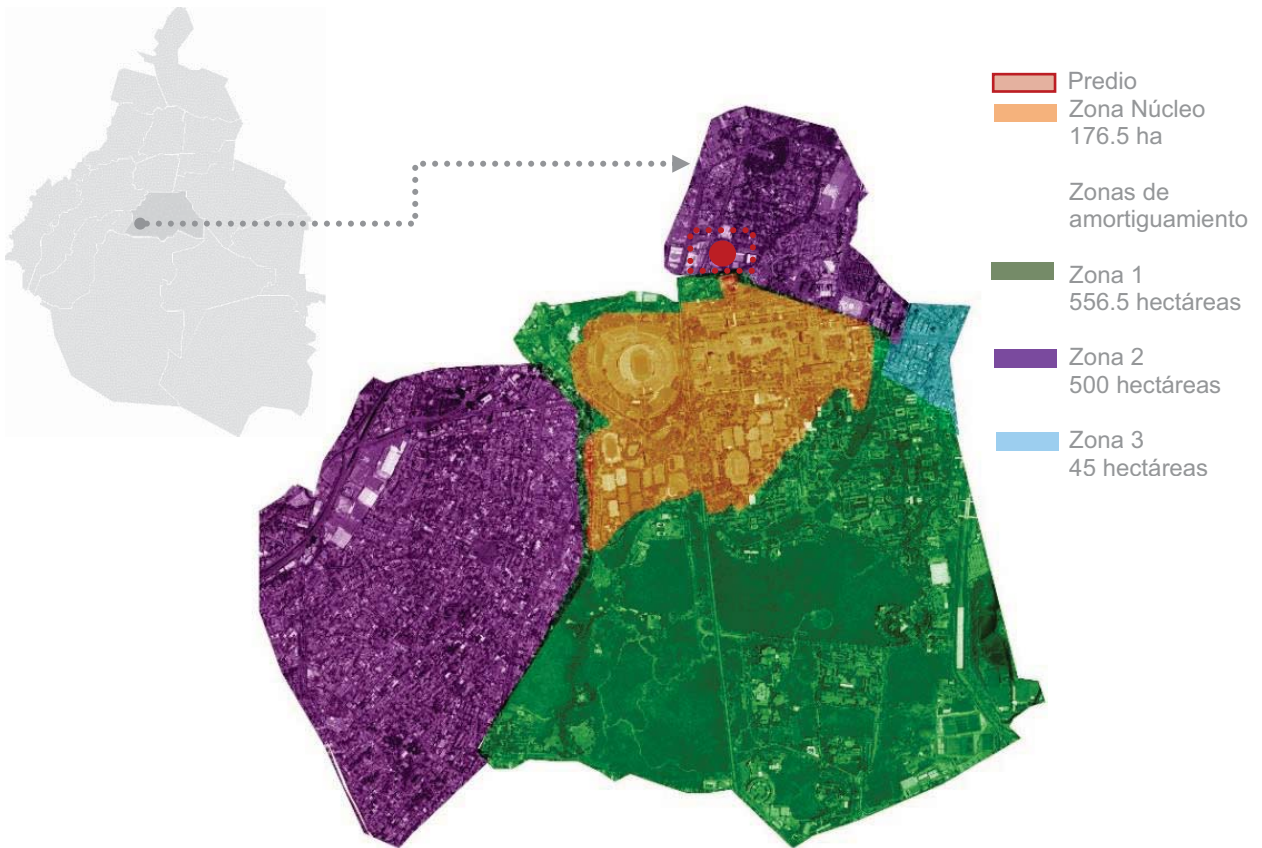 Predio
Zona Núcleo
176.5 ha
Zonas de
amortiguamiento
Zona 1
556.5 hectáreas
Zona 2
500 hectáreas
Zona 3
45 hectáreas